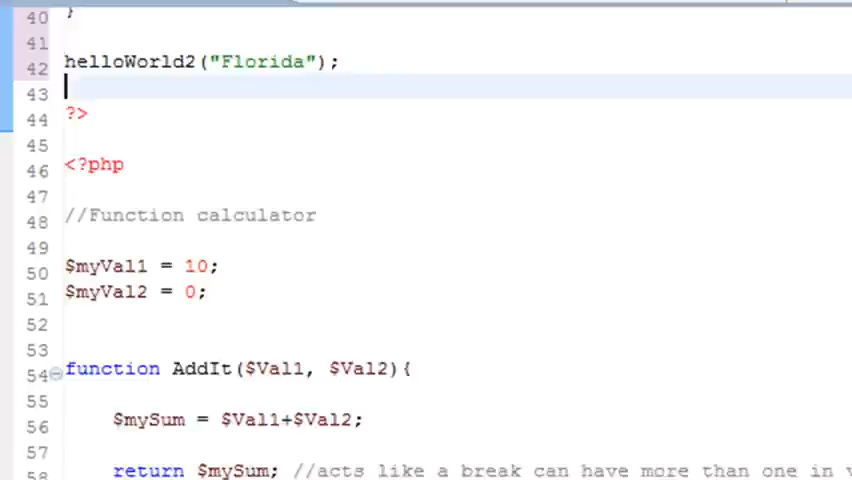 40 }
41
42 helloWorld2("Florida");
43
44 ?>
45
46 <?php
47
48 //Function calculator
49
50 $myVal1 = 10;
51 $myVal2 = 0;
52
53
54 function AddIt($Val1, $Val2){
55
56 $mySum = $Val1+$Val2;
57
58 return $mySum; //acts like a break can have more than one in